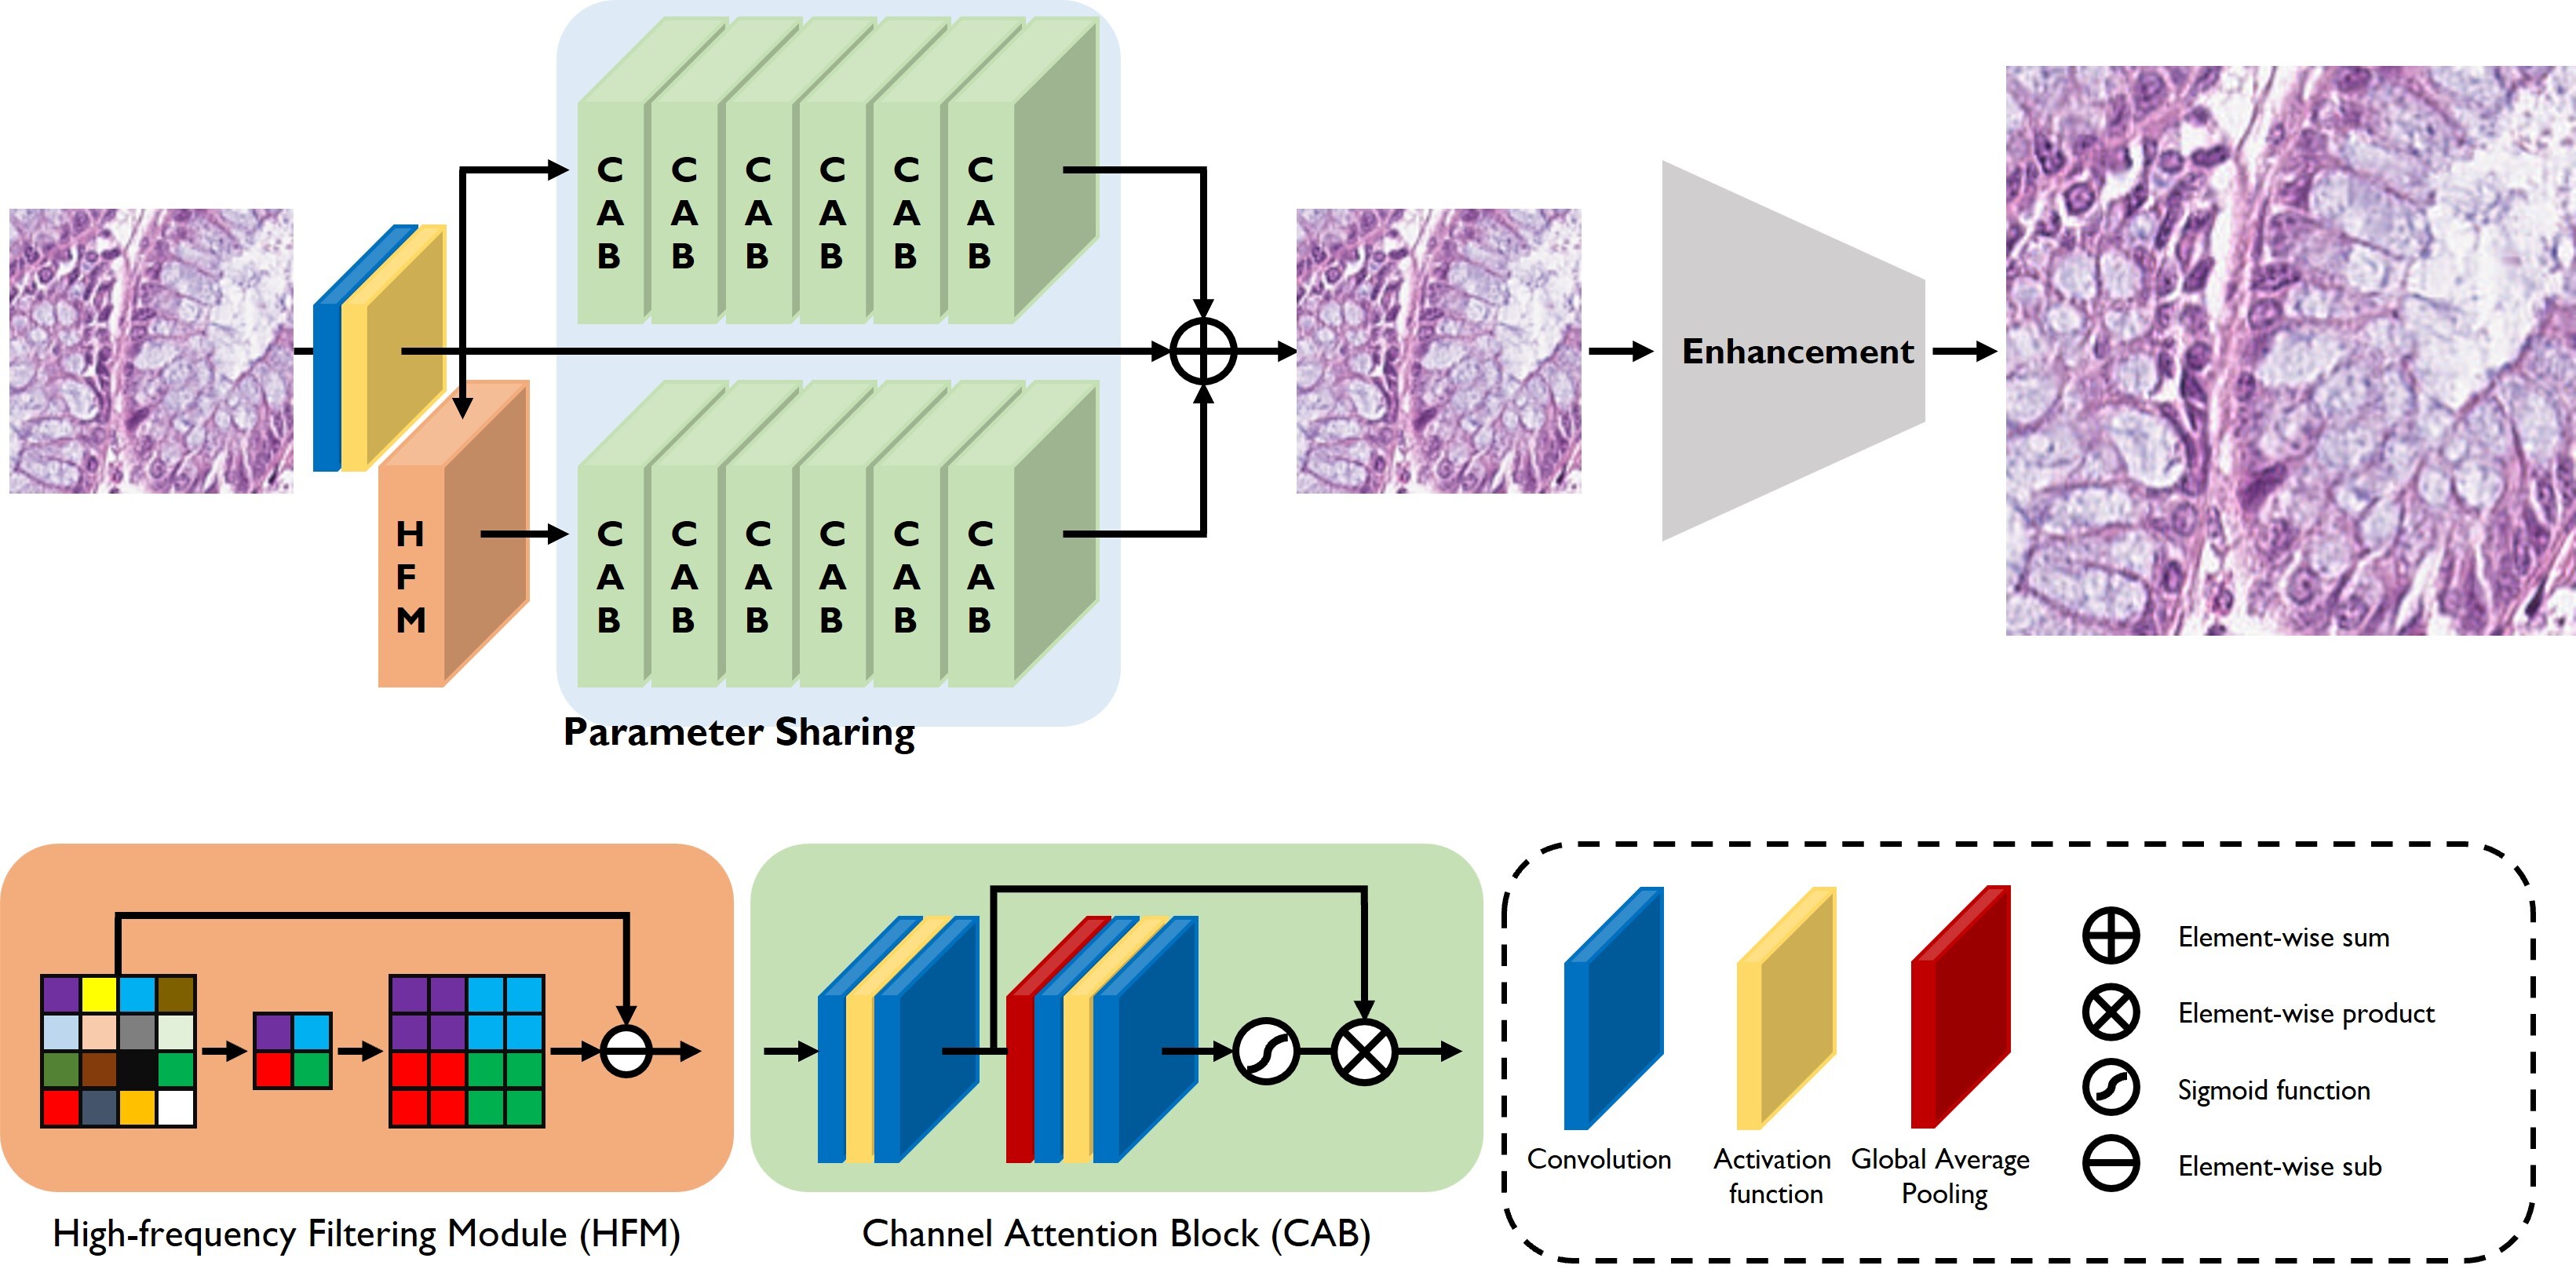 C A B
C A B
C A B
C A B
C A B
C A B
Enhancement
H F M
C A B
C A B
C A B
C A B
C A B
C A B
Parameter Sharing
High-frequency Filtering Module (HFM)
Channel Attention Block (CAB)
Convolution
Activation
function
Global Average
Pooling
Element-wise sum
Element-wise product
Sigmoid function
Element-wise sub